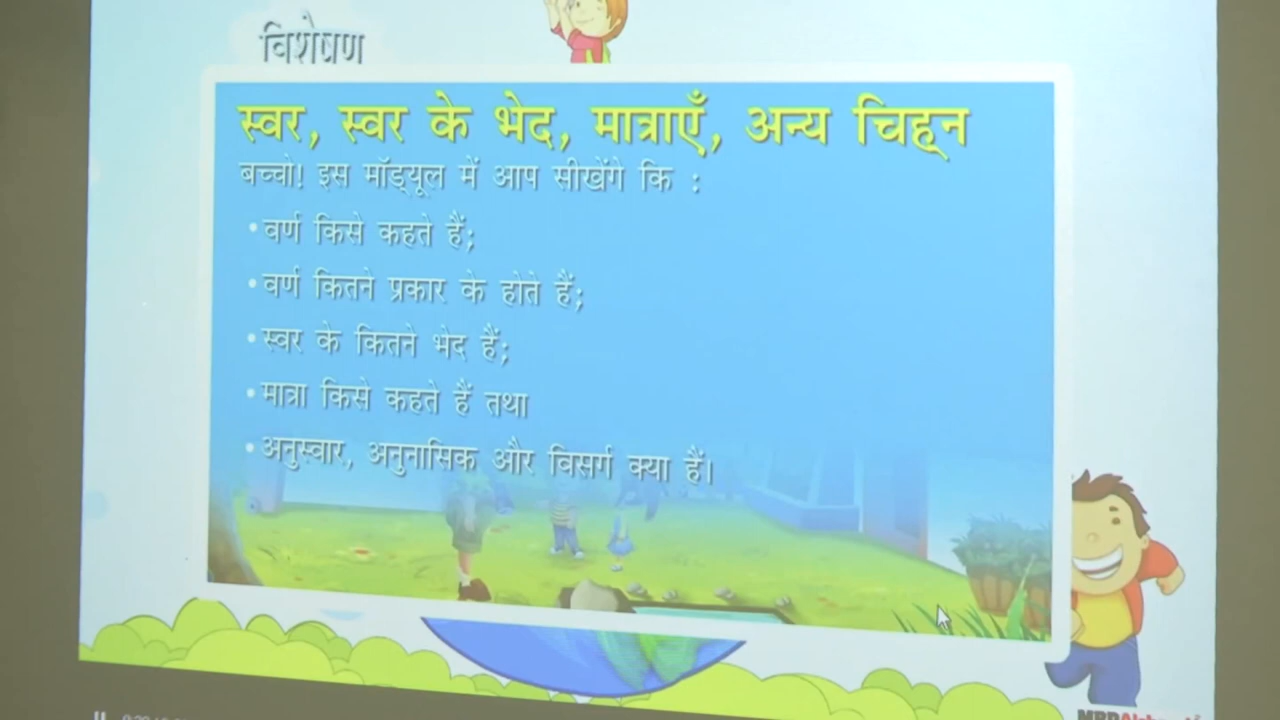 विशेषण
स्वर, स्वर के भेद, मात्राएँ, अन्य चिह्न
बच्चो! इस मॉड्यूल में आप सीखेंगे कि :
•वर्ण किसे कहते हैं;
•वर्ण कितने प्रकार के होते हैं;
•स्वर के कितने भेद हैं;
•मात्रा किसे कहते हैं तथा
•अनुस्वार, अनुनासिक और विसर्ग क्या हैं।